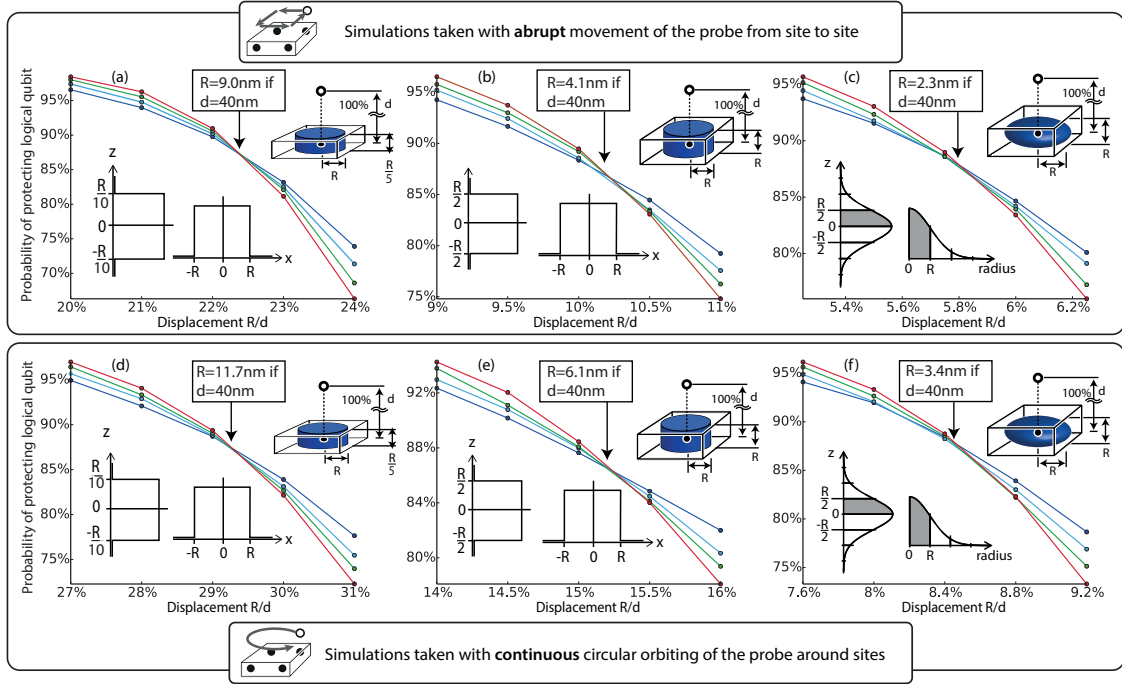 Simulations taken with abrupt movement of the probe from site to site
Probability of protecting logical qubit
(a)
R=9.0nm if
d=40nm
100%
d
R
R
5
95%
90%
85%
80%
75%
70%
z
R
10
0
-R
10
-R 0 R
x
20% 21% 22% 23% 24%
Displacement R/d
(b)
R=4.1nm if
d=40nm
100%
d
R
R
95%
90%
85%
80%
75%
z
R
2
0
-R
2
-R 0 R
x
9% 9.5% 10% 10.5% 11%
Displacement R/d
(c)
R=2.3nm if
d=40nm
100%
d
R
R
95%
90%
85%
80%
z
R
2
0
-R
2
0 R
radius
5.4% 5.6% 5.8% 6% 6.2%
Displacement R/d
Probability of protecting logical qubit
(d)
R=11.7nm if
d=40nm
100%
d
R
R
5
95%
90%
85%
80%
75%
z
R
10
0
-R
10
-R 0 R
x
27% 28% 29% 30% 31%
Displacement R/d
(e)
R=6.1nm if
d=40nm
100%
d
R
R
92%
88%
84%
80%
z
R
2
0
-R
2
-R 0 R
x
14% 14.5% 15% 15.5% 16%
Displacement R/d
(f)
R=3.4nm if
d=40nm
100%
d
R
R
95%
90%
85%
80%
75%
z
R
2
0
-R
2
0 R
radius
7.6% 8% 8.4% 8.8% 9.2%
Displacement R/d
Simulations taken with continuous circular orbiting of the probe around sites